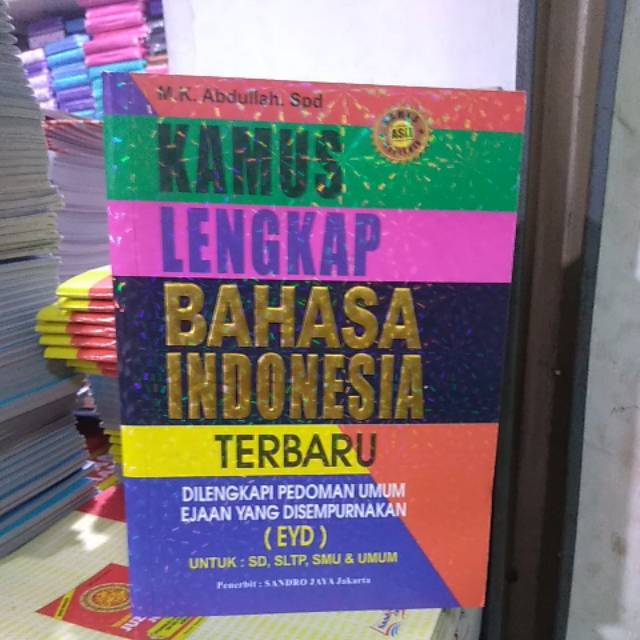 M.K. Abdullah. Spd
ASLI
KAMUS
LENGKAP
BAHASA
INDONESIA
TERBARU
DILENGKAPI PEDOMAN UMUM
EJAAN YANG DISEMPURNAKAN
( EYD )
UNTUK : SD, SLTP, SMU & UMUM
Penerbit : SANDRO JAYA Jakarta